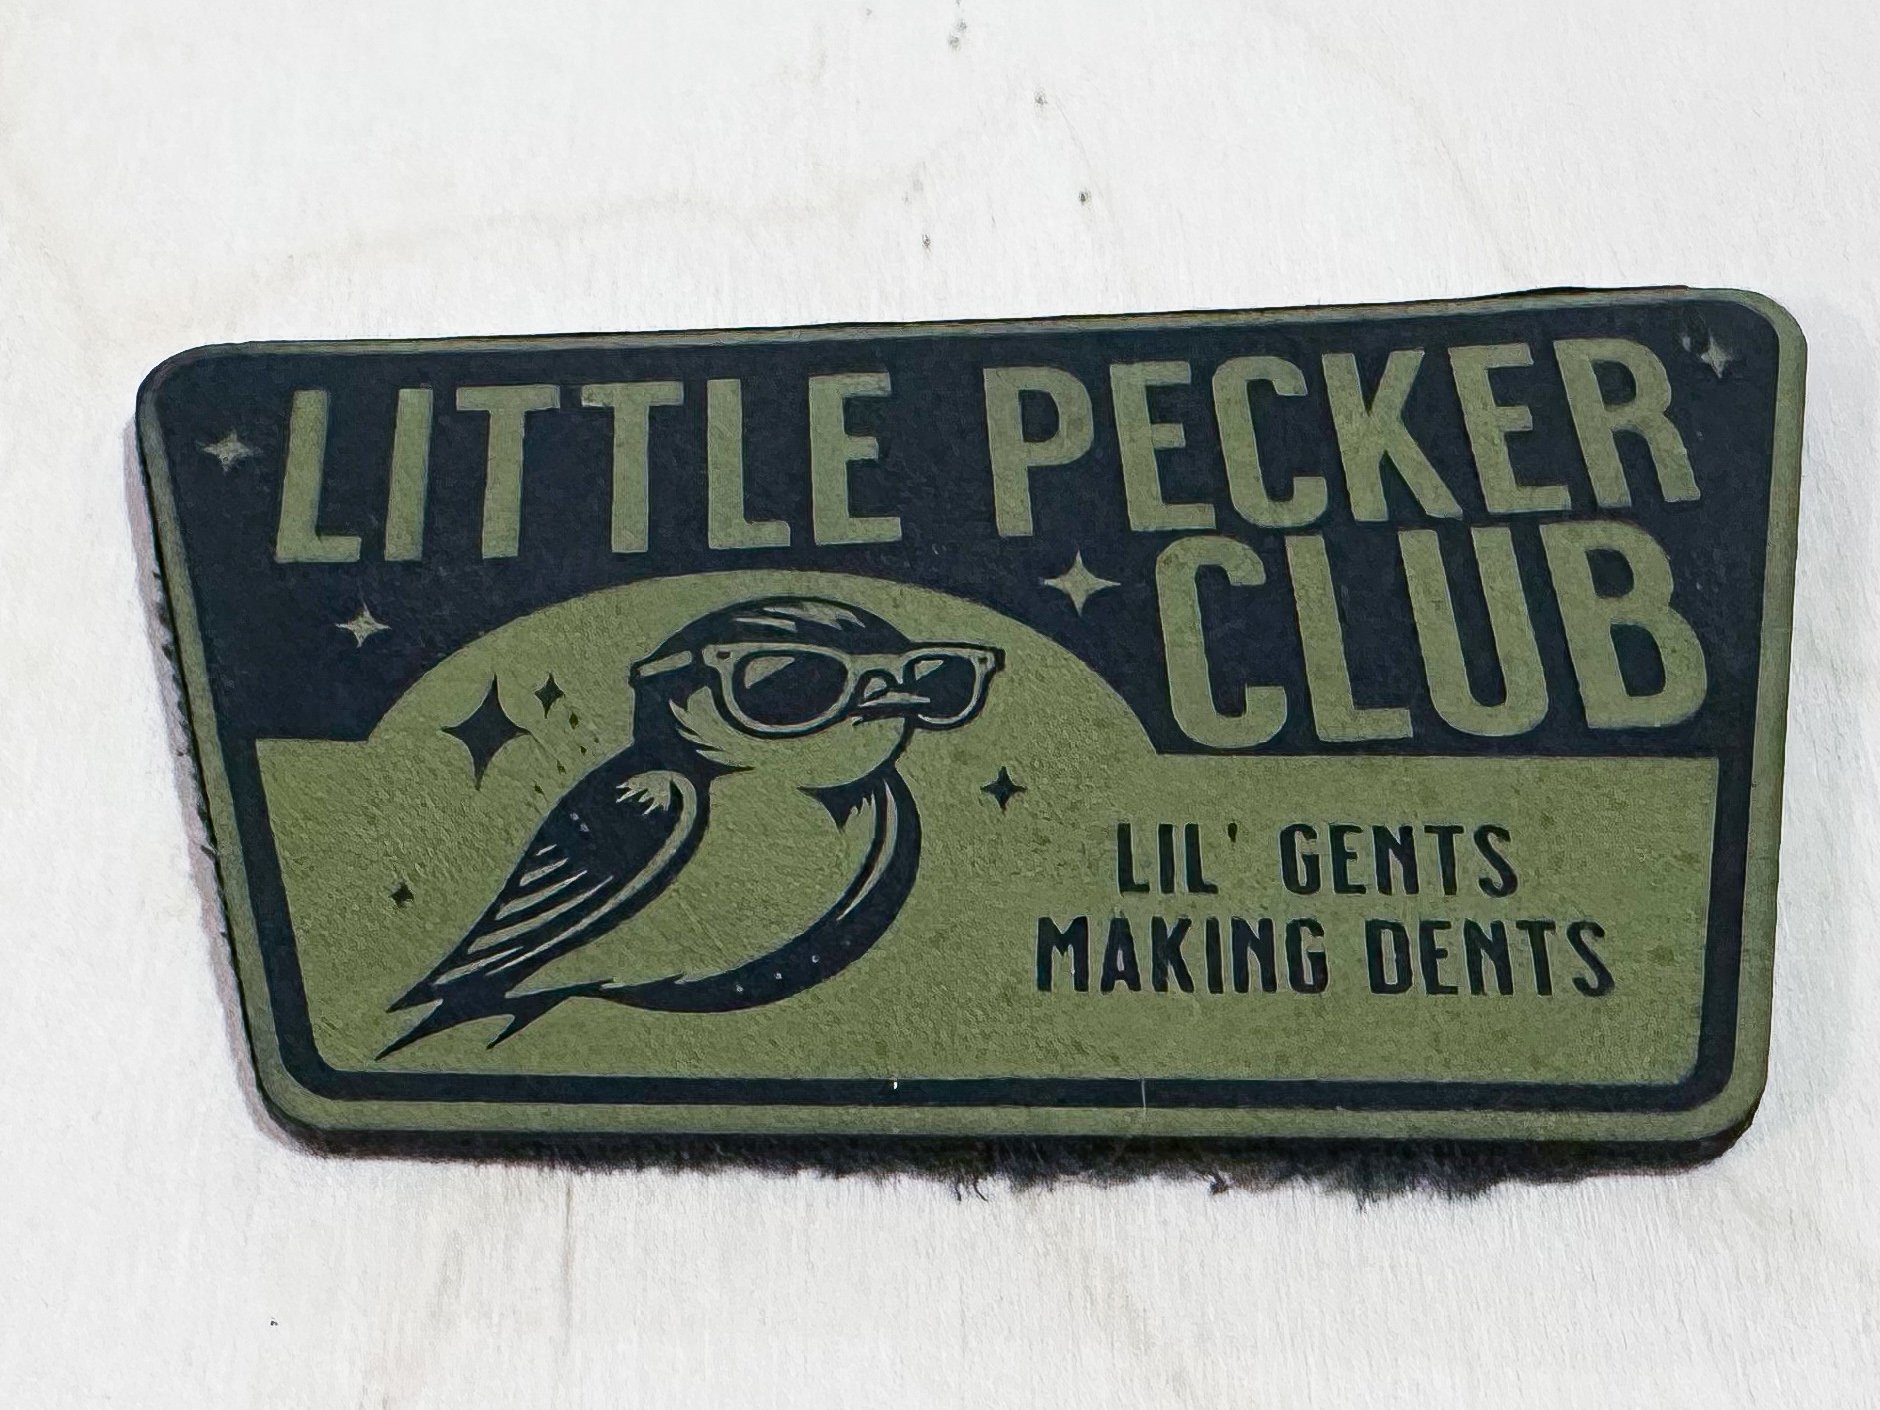 LITTLE PECKER
CLUB
LIL' GENTS
MAKING DENTS